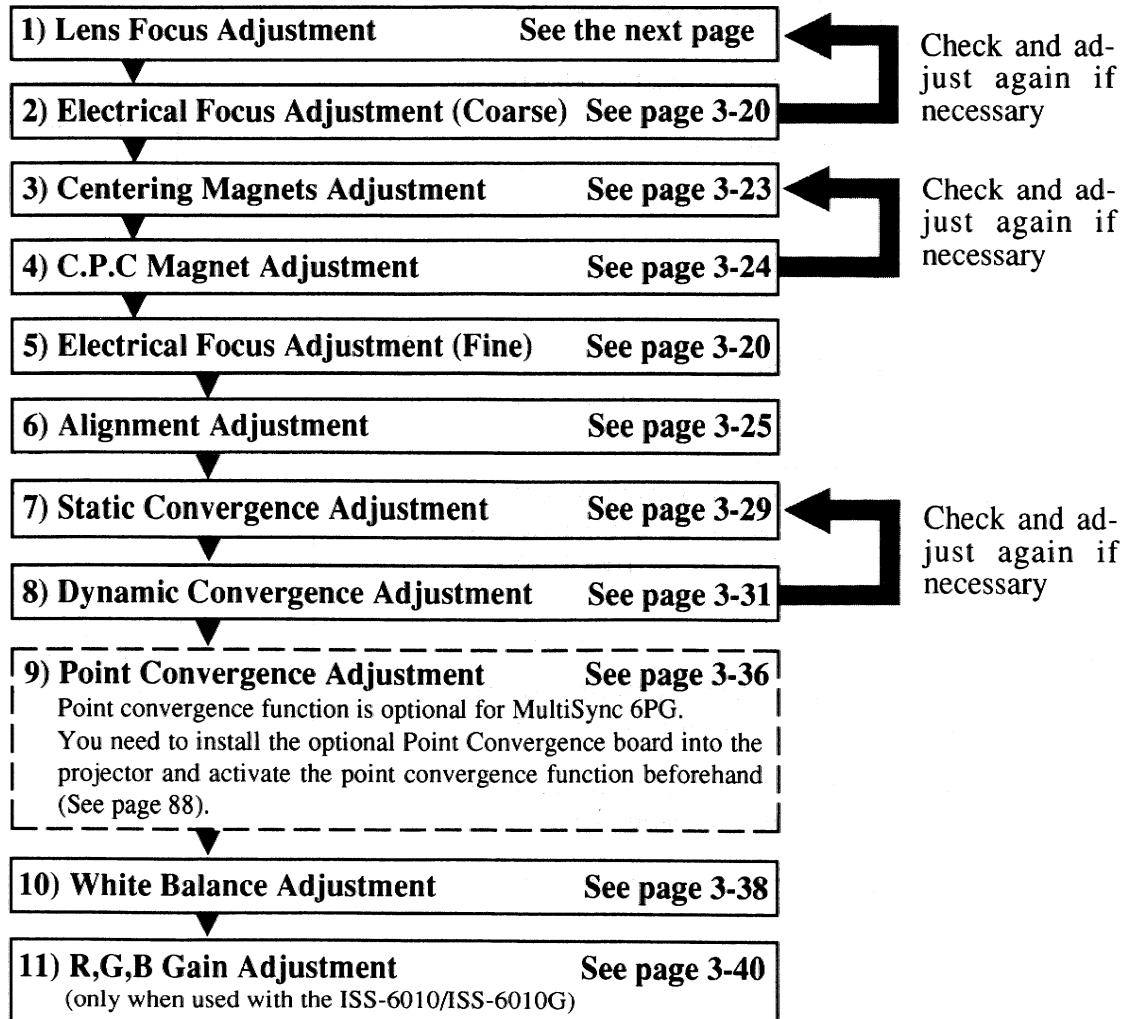 1) Lens Focus Adjustment See the next page
Check and ad-
just again if
necessary
2) Electrical Focus Adjustment (Coarse) See page 3-20
3) Centering Magnets Adjustment See page 3-23
Check and ad-
just again if
necessary
4) C.P.C Magnet Adjustment See page 3-24
5) Electrical Focus Adjustment (Fine) See page 3-20
6) Alignment Adjustment See page 3-25
7) Static Convergence Adjustment See page 3-29
Check and ad-
just again if
necessary
8) Dynamic Convergence Adjustment See page 3-31
9) Point Convergence Adjustment See page 3-36
Point convergence function is optional for MultiSync 6PG.
You need to install the optional Point Convergence board into the
projector and activate the point convergence function beforehand
(See page 88).
10) White Balance Adjustment See page 3-38
11) R,G,B Gain Adjustment See page 3-40
(only when used with the ISS-6010/ISS-6010G)